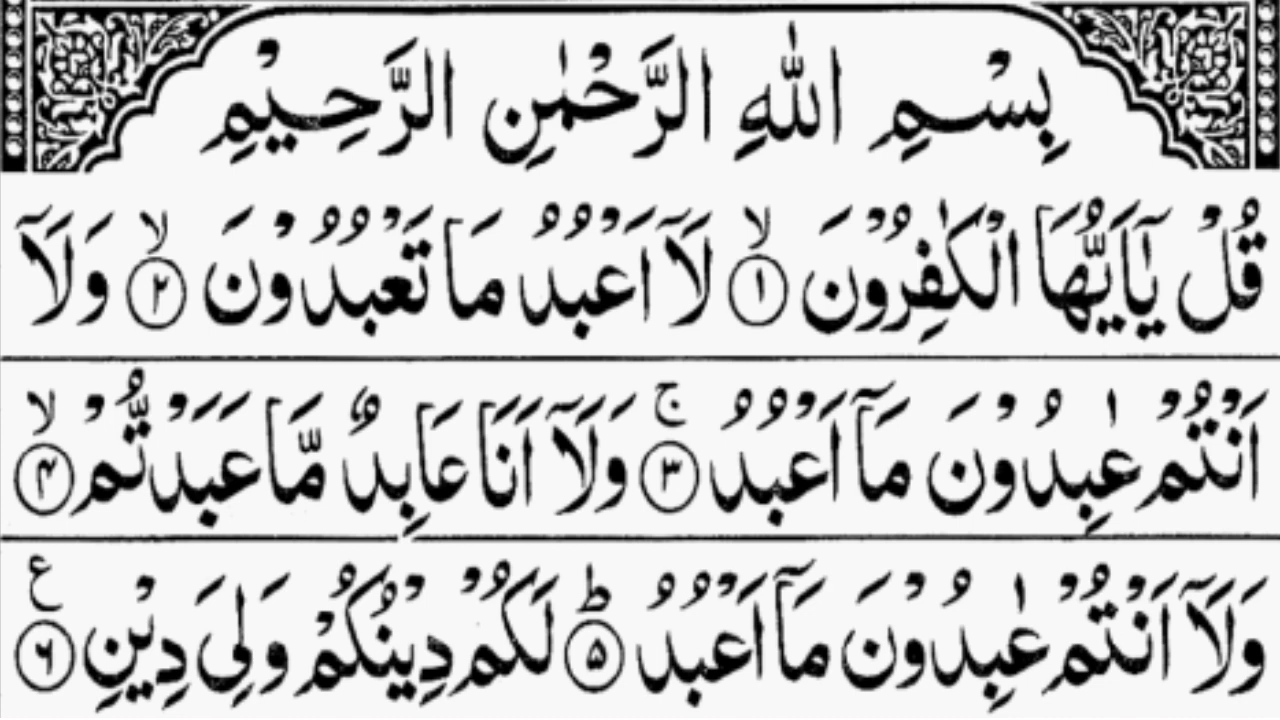 بِسْمِ اللّٰهِ الرَّحْمٰنِ الرَّحِيْمِ
قُلْ يٰۤاَيُّهَا الْكٰفِرُوْنَ ۙ﴿۱﴾ لَاۤ اَعْبُدُ مَا تَعْبُدُوْنَ ۙ﴿۲﴾ وَلَاۤ
اَنْتُمْ عٰبِدُوْنَ مَاۤ اَعْبُدُ ۚ﴿۳﴾ وَلَاۤ اَنَا عَابِدٌ مَّا عَبَدْتُّمْ ۙ﴿۴﴾
وَلَاۤ اَنْتُمْ عٰبِدُوْنَ مَاۤ اَعْبُدُ ؕ﴿۵﴾ لَكُمْ دِيْنُكُمْ وَلِيَ دِيْنِ ﴿۶﴾ ع